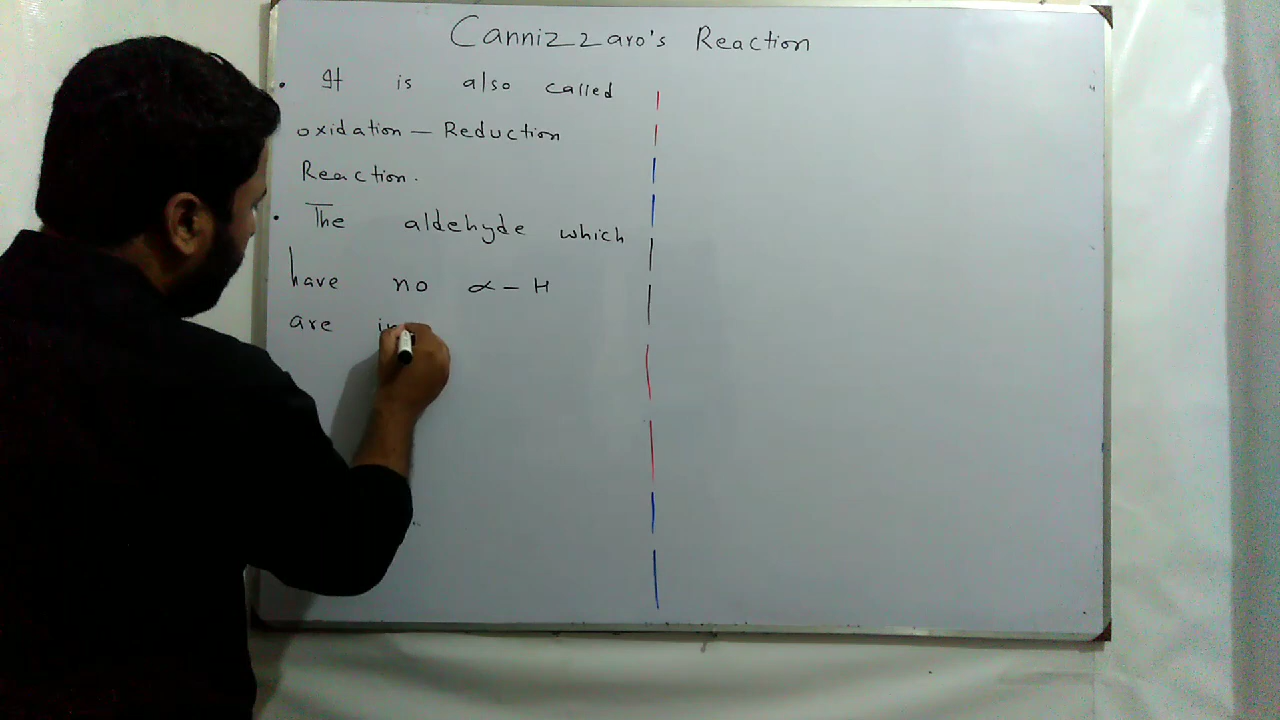 Cannizzaro's Reaction
• It is also called
oxidation - Reduction
Reaction.
• The aldehyde which
have no α - H
are